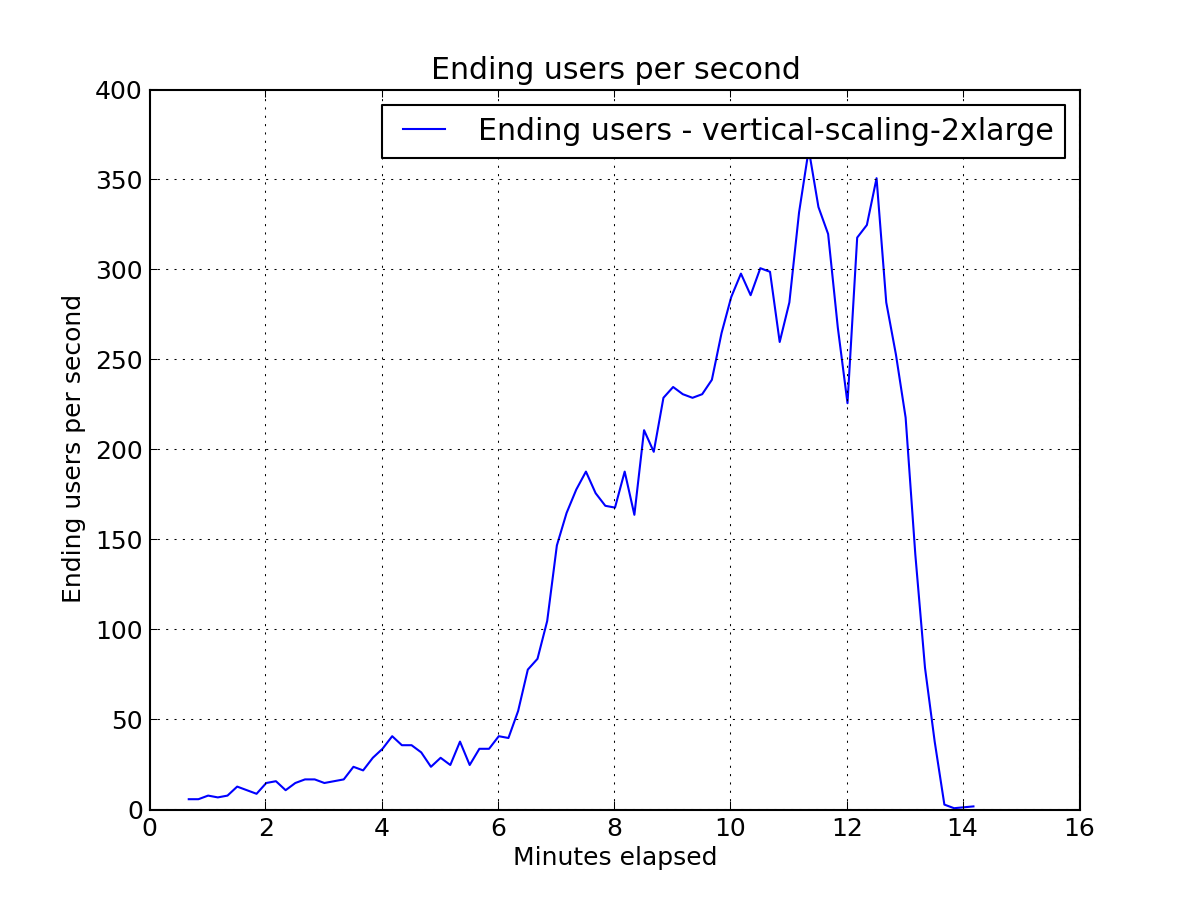 Ending users per second
Ending users - vertical-scaling-2xlarge
400
350
300
250
200
150
100
50
0
Ending users per second
0 2 4 6 8 10 12 14 16
Minutes elapsed